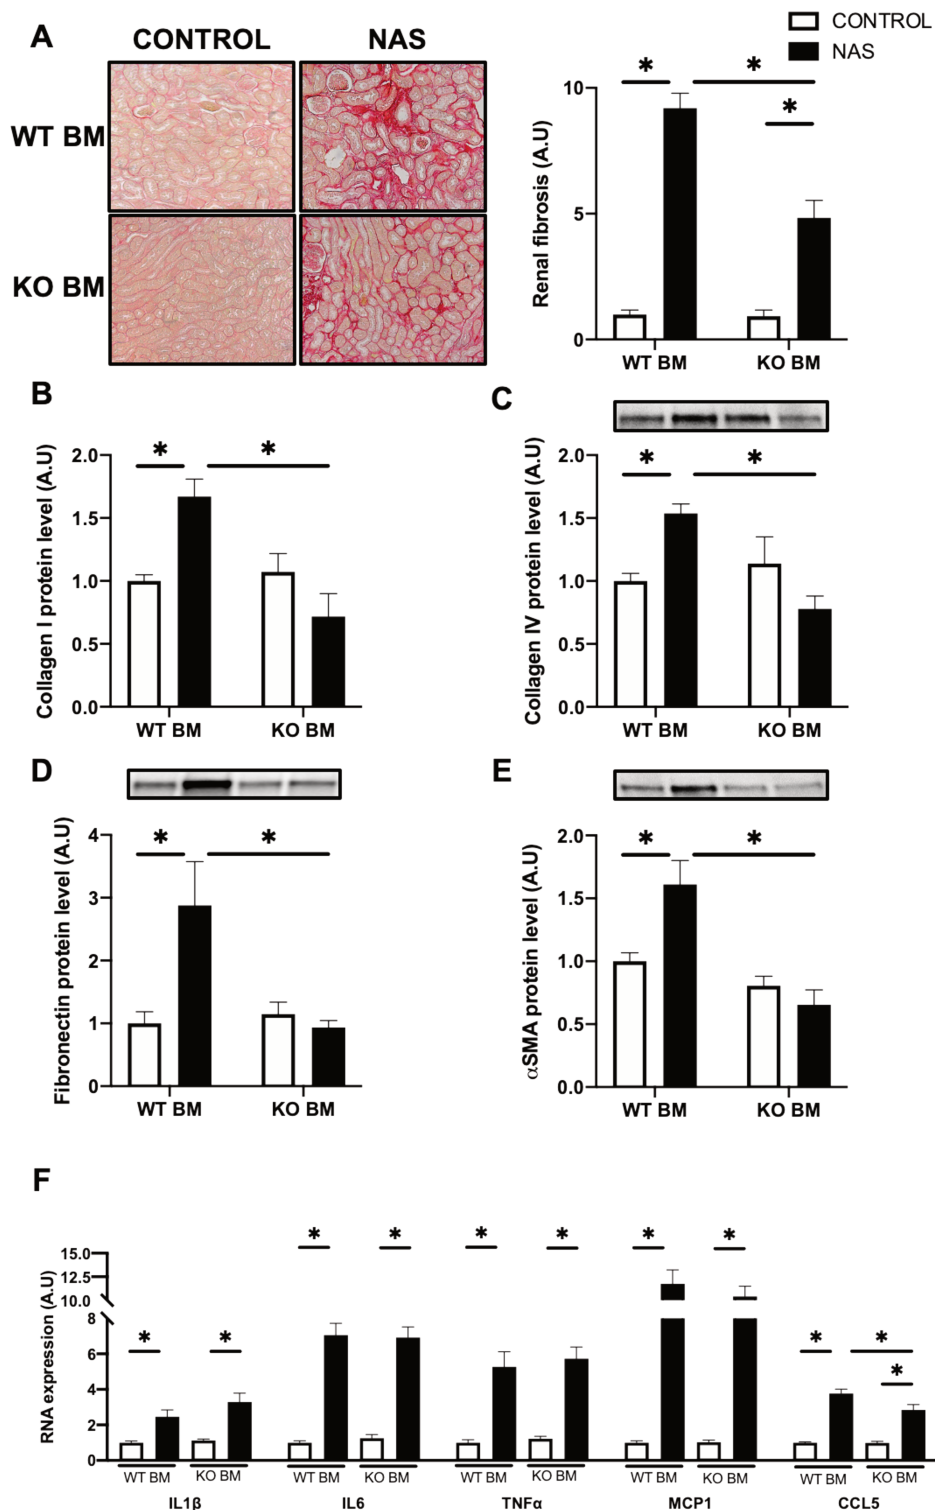 A
CONTROL
NAS
WT BM
KO BM
CONTROL
NAS
Renal fibrosis (A.U)
10
5
0
*
*
*
WT BM
KO BM
B
Collagen I protein level (A.U)
2.0
1.5
1.0
0.5
0.0
*
*
WT BM
KO BM
C
Collagen IV protein level (A.U)
2.0
1.5
1.0
0.5
0.0
*
*
WT BM
KO BM
D
Fibronectin protein level (A.U)
4
3
2
1
0
*
*
WT BM
KO BM
E
αSMA protein level (A.U)
2.0
1.5
1.0
0.5
0.0
*
*
WT BM
KO BM
F
RNA expression (A.U)
15.0
12.5
10.0
8
6
4
2
0
* * * * * * * * * * *
WT BM KO BM WT BM KO BM WT BM KO BM WT BM KO BM WT BM KO BM
IL1β IL6 TNFα MCP1 CCL5